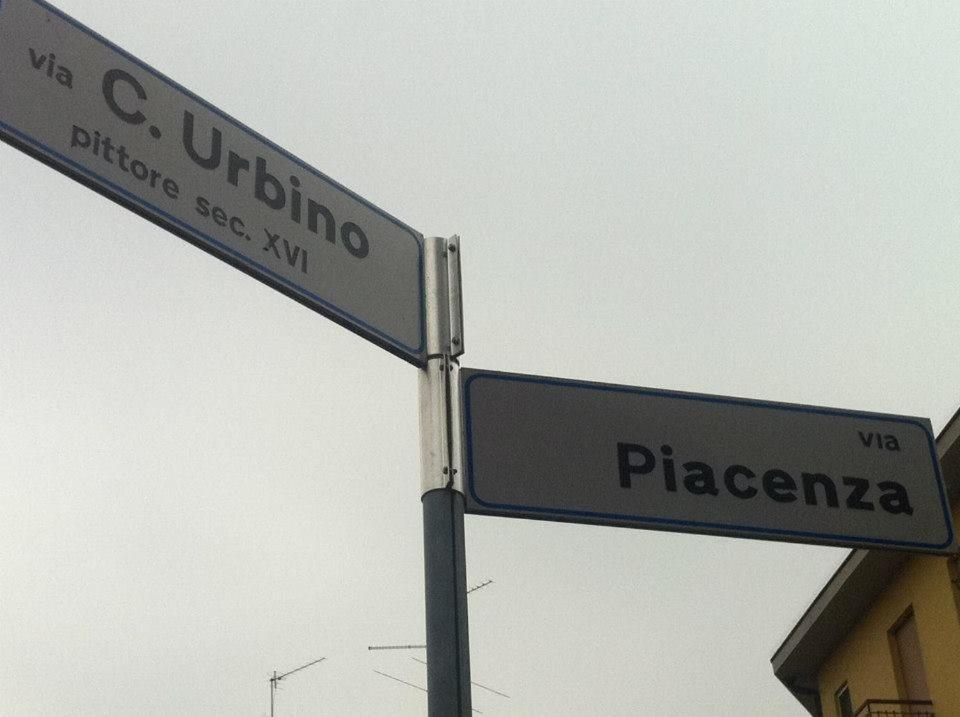 via C. Urbino
pittore sec. XVI
via
Piacenza